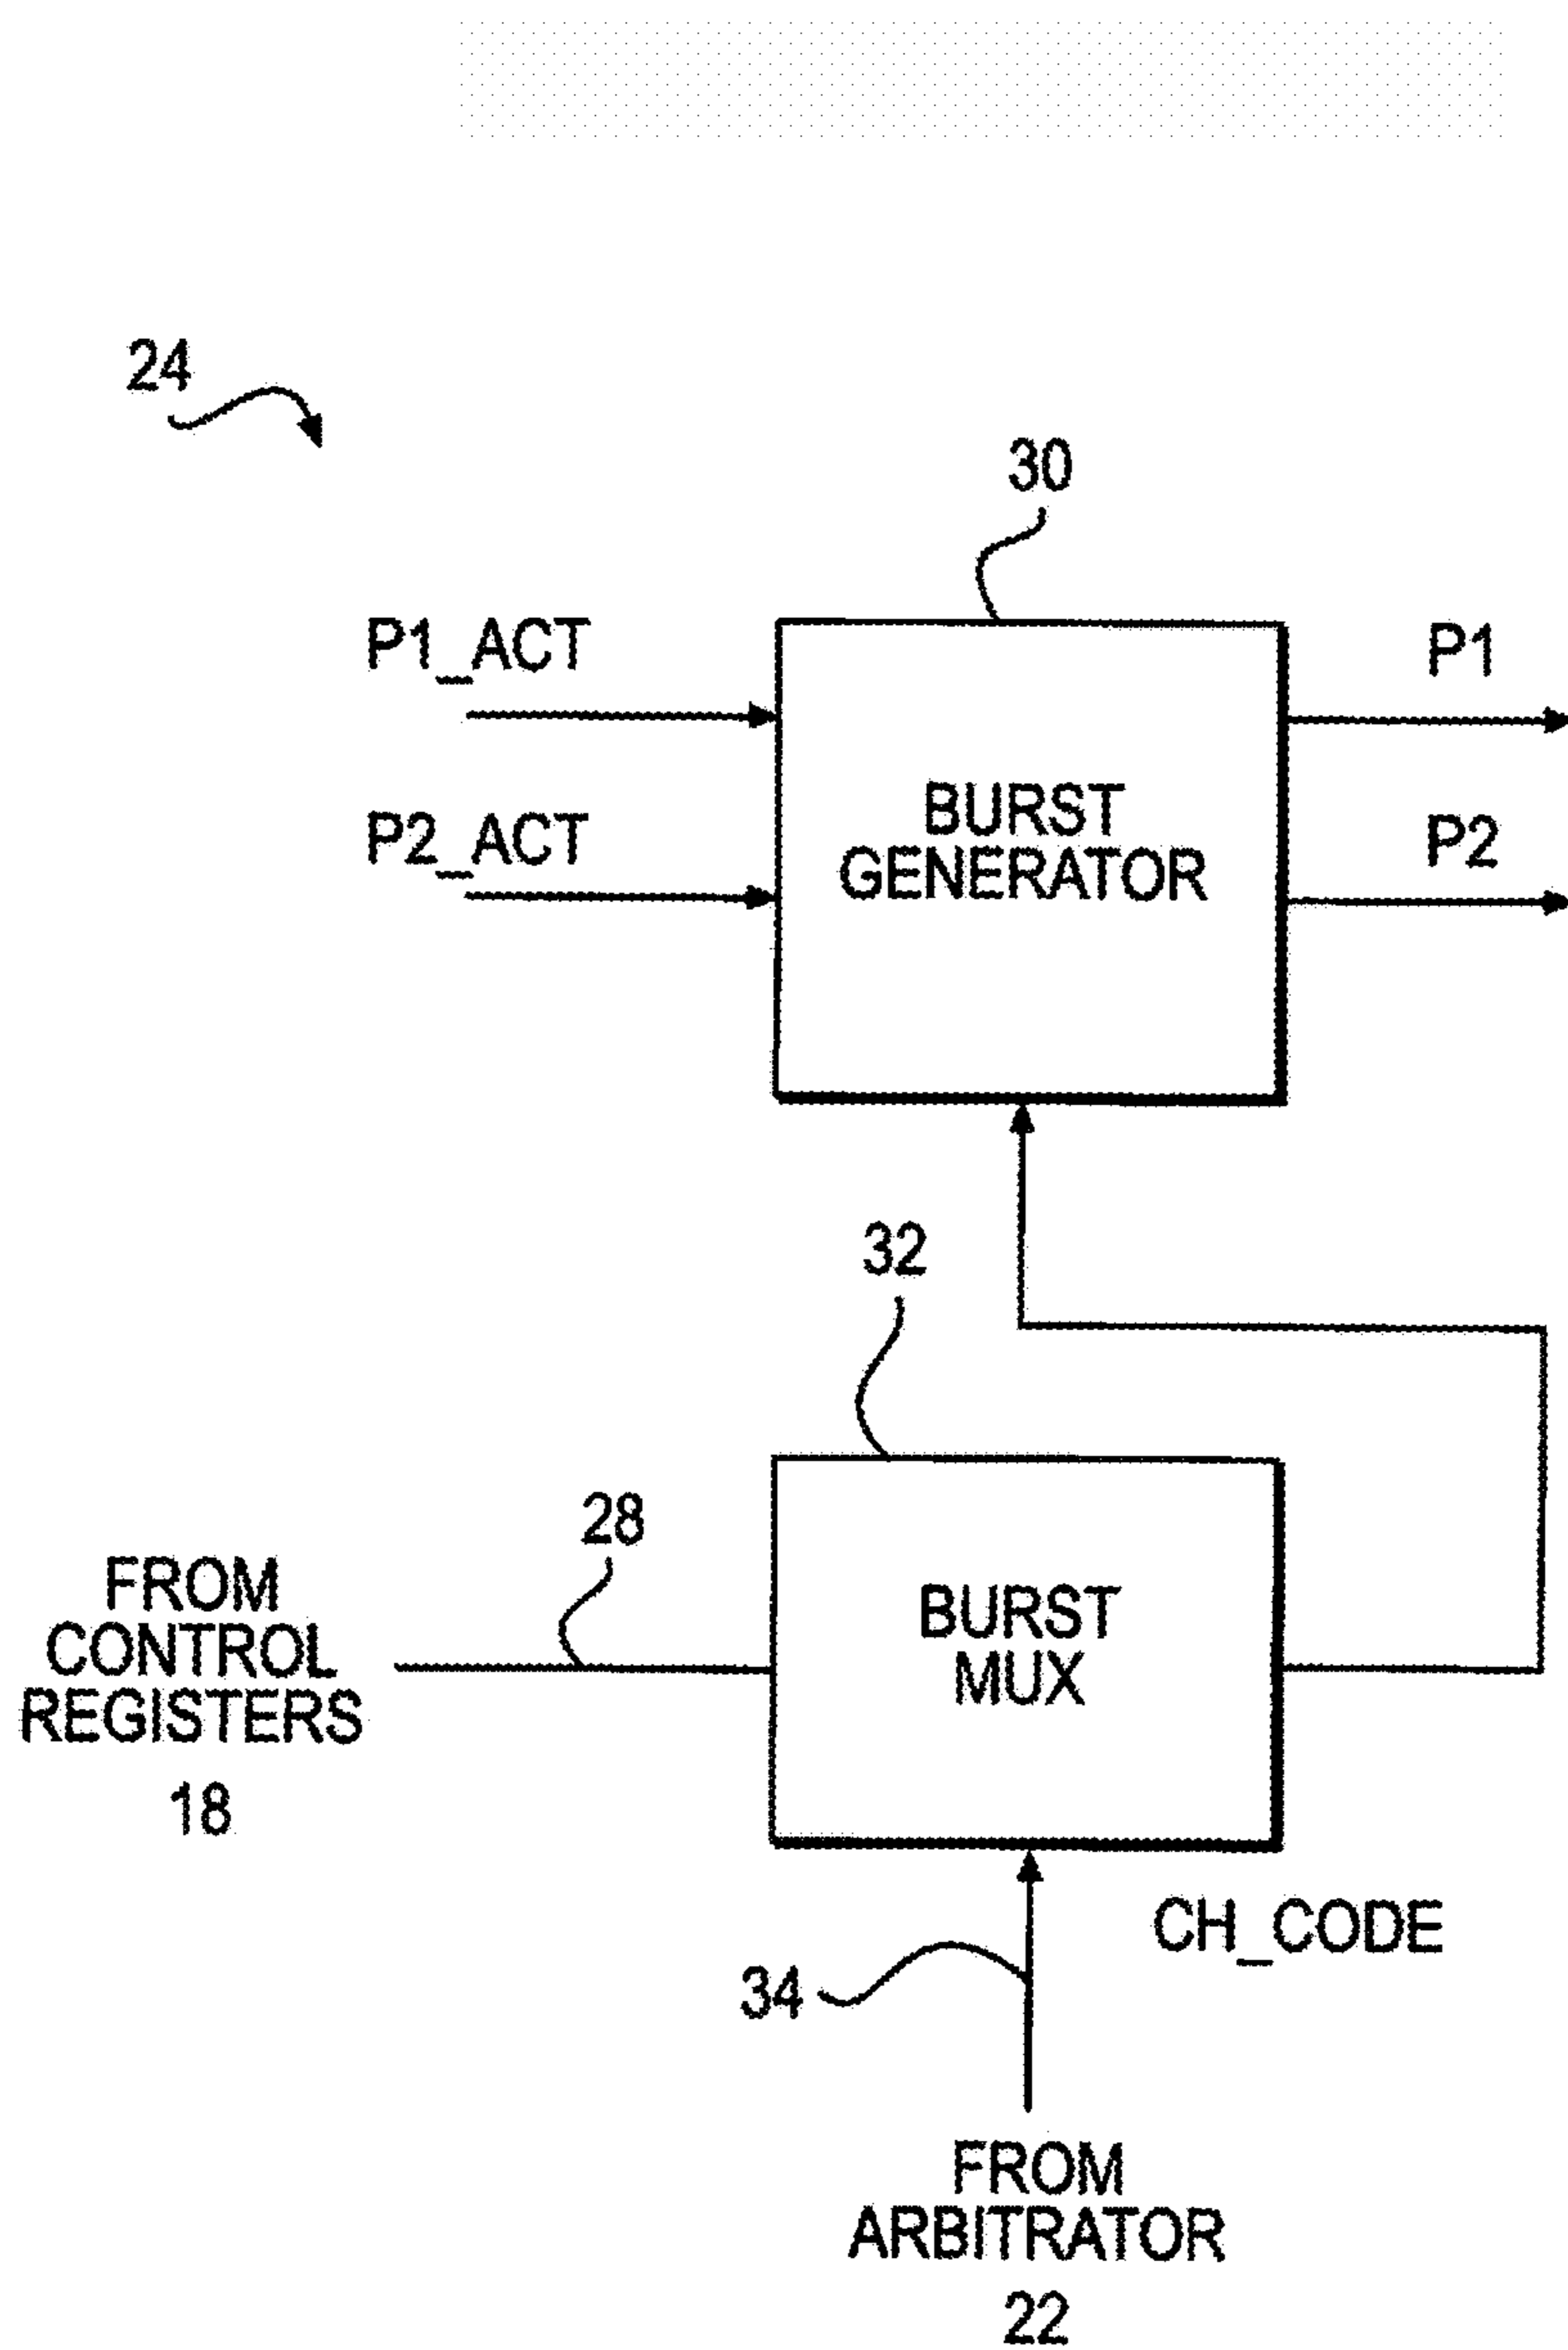 24
30
P1_ACT
P1
P2_ACT
P2
BURST
GENERATOR
32
28
FROM
CONTROL
REGISTERS
18
BURST
MUX
CH_CODE
34
FROM
ARBITRATOR
22